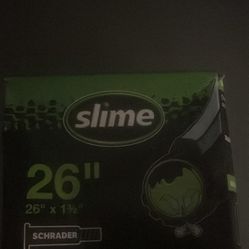 slime
26"
26" x 1⅜"
SCHRADER